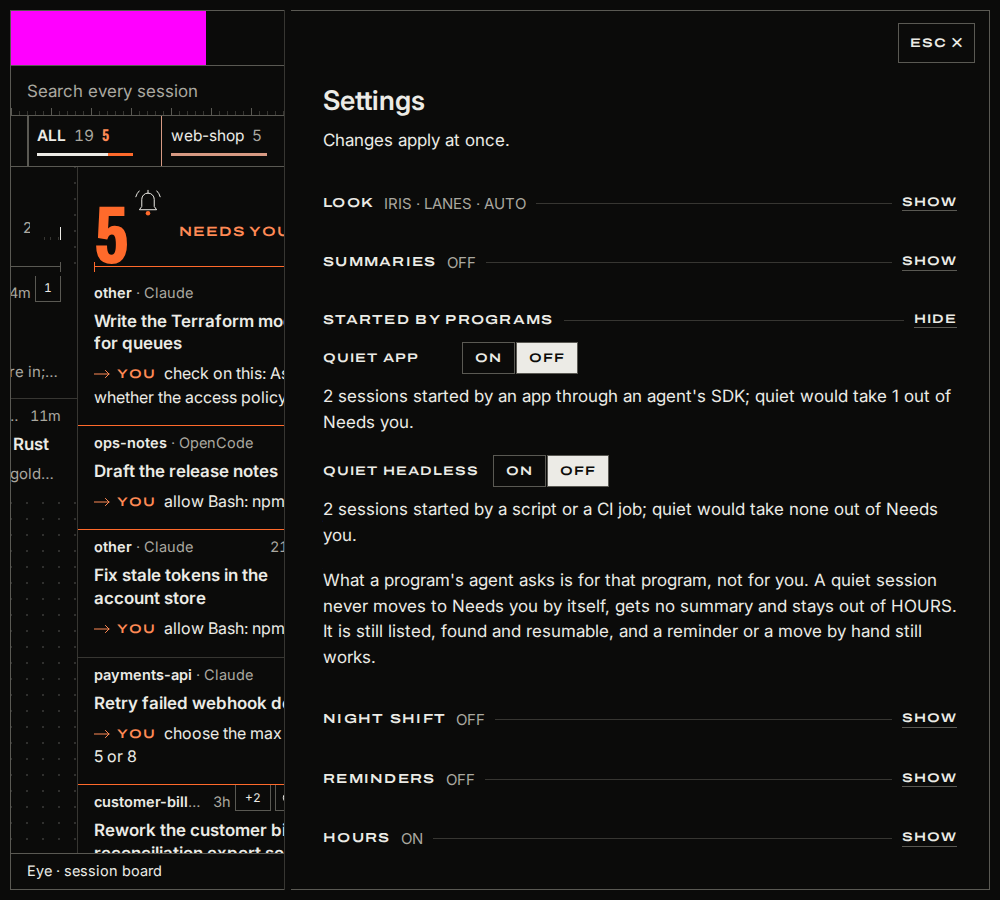 Search every session
ALL 19 5
web-shop 5
2
4m 1
re in;...
.. 11m
Rust
gold...
5
NEEDS YOU
other · Claude
Write the Terraform
for queues
→ YOU check on this:
whether the access policy
ops-notes · OpenCode
Draft the release notes
→ YOU allow Bash: npm
other · Claude 21
Fix stale tokens in the
account store
→ YOU allow Bash: npm
payments-api · Claude
Retry failed webhook
→ YOU choose the max
5 or 8
customer-bill... 3h +2
Rework the customer
Eye · session board
ESC ✕
Settings
Changes apply at once.
LOOK IRIS · LANES · AUTO SHOW
SUMMARIES OFF SHOW
STARTED BY PROGRAMS HIDE
QUIET APP ON OFF
2 sessions started by an app through an agent's SDK; quiet would take 1 out of
Needs you.
QUIET HEADLESS ON OFF
2 sessions started by a script or a CI job; quiet would take none out of Needs
you.
What a program's agent asks is for that program, not for you. A quiet session
never moves to Needs you by itself, gets no summary and stays out of HOURS.
It is still listed, found and resumable, and a reminder or a move by hand still
works.
NIGHT SHIFT OFF SHOW
REMINDERS OFF SHOW
HOURS ON SHOW